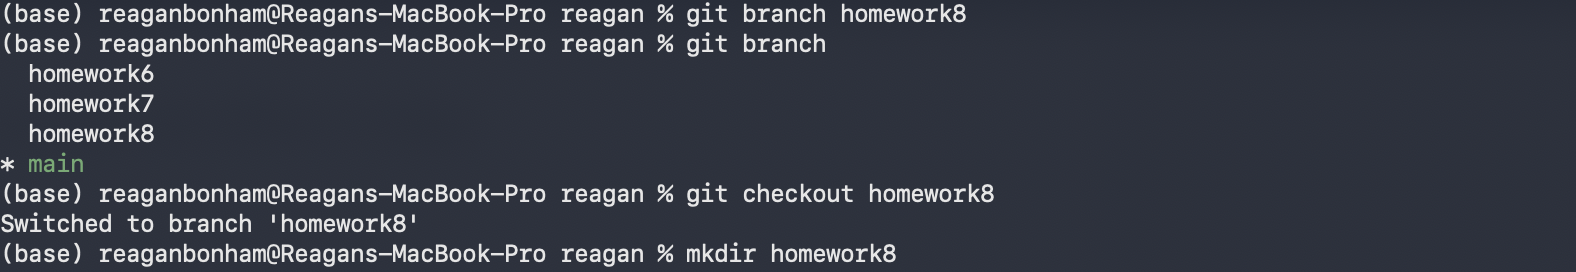 (base) reaganbonham@Reagans-MacBook-Pro reagan % git branch homework8
(base) reaganbonham@Reagans-MacBook-Pro reagan % git branch
  homework6
  homework7
  homework8
* main
(base) reaganbonham@Reagans-MacBook-Pro reagan % git checkout homework8
Switched to branch 'homework8'
(base) reaganbonham@Reagans-MacBook-Pro reagan % mkdir homework8